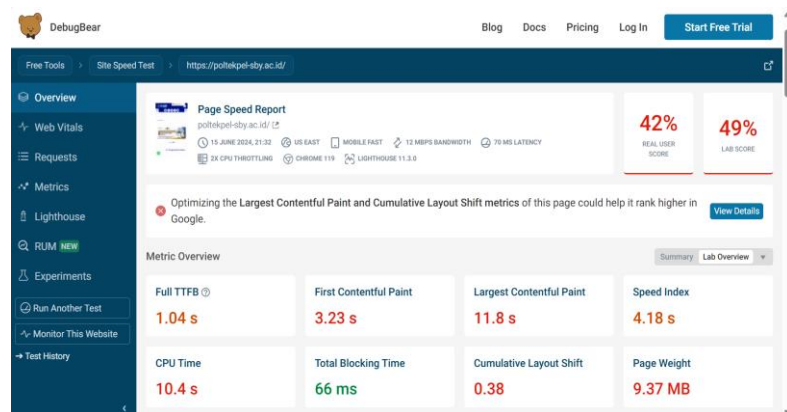 DebugBear
Blog Docs Pricing Log In Start Free Trial
Free Tools > Site Speed Test > https://poltekpel-sby.ac.id/
Overview
Web Vitals
Requests
Metrics
Lighthouse
RUM NEW
Experiments
Run Another Test
Monitor This Website
→ Test History
Page Speed Report
poltekpel-sby.ac.id/
15 JUNE 2024, 21:32 US EAST MOBILE FAST 12 MBPS BANDWIDTH 70 MS LATENCY
2X CPU THROTTLING CHROME 119 LIGHTHOUSE 11.3.0
42%
REAL USER
SCORE
49%
LAB SCORE
Optimizing the Largest Contentful Paint and Cumulative Layout Shift metrics of this page could help it rank higher in
Google.
View Details
Metric Overview
Summary Lab Overview
Full TTFB
First Contentful Paint
Largest Contentful Paint
Speed Index
1.04 s
3.23 s
11.8 s
4.18 s
CPU Time
Total Blocking Time
Cumulative Layout Shift
Page Weight
10.4 s
66 ms
0.38
9.37 MB